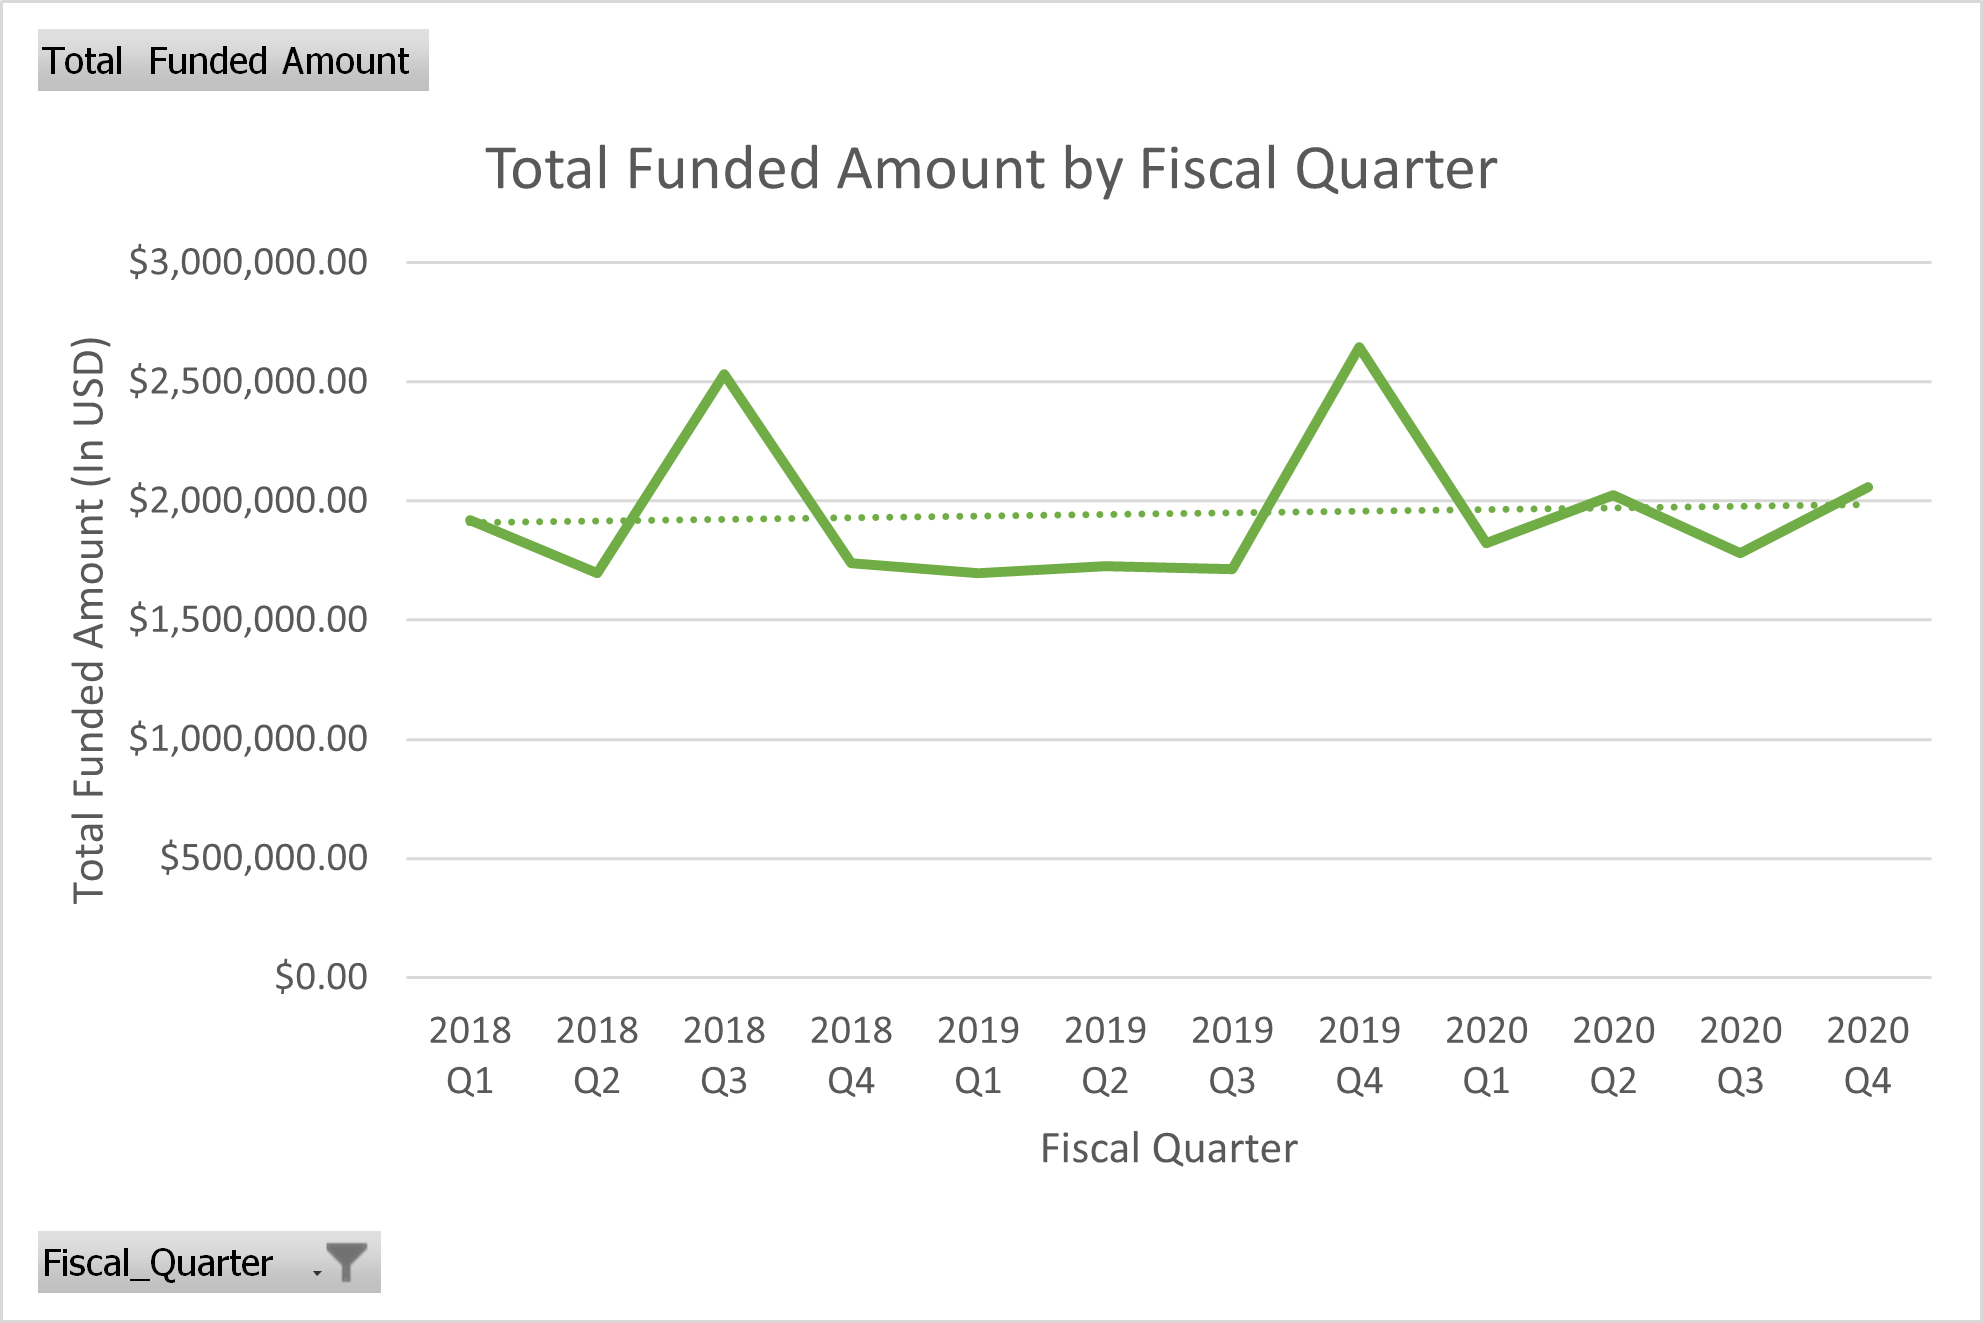 Total Funded Amount
Total Funded Amount by Fiscal Quarter
Total Funded Amount (In USD)
$3,000,000.00
$2,500,000.00
$2,000,000.00
$1,500,000.00
$1,000,000.00
$500,000.00
$0.00
2018 2018 2018 2018 2019 2019 2019 2019 2020 2020 2020 2020
Q1 Q2 Q3 Q4 Q1 Q2 Q3 Q4 Q1 Q2 Q3 Q4
Fiscal Quarter
Fiscal_Quarter